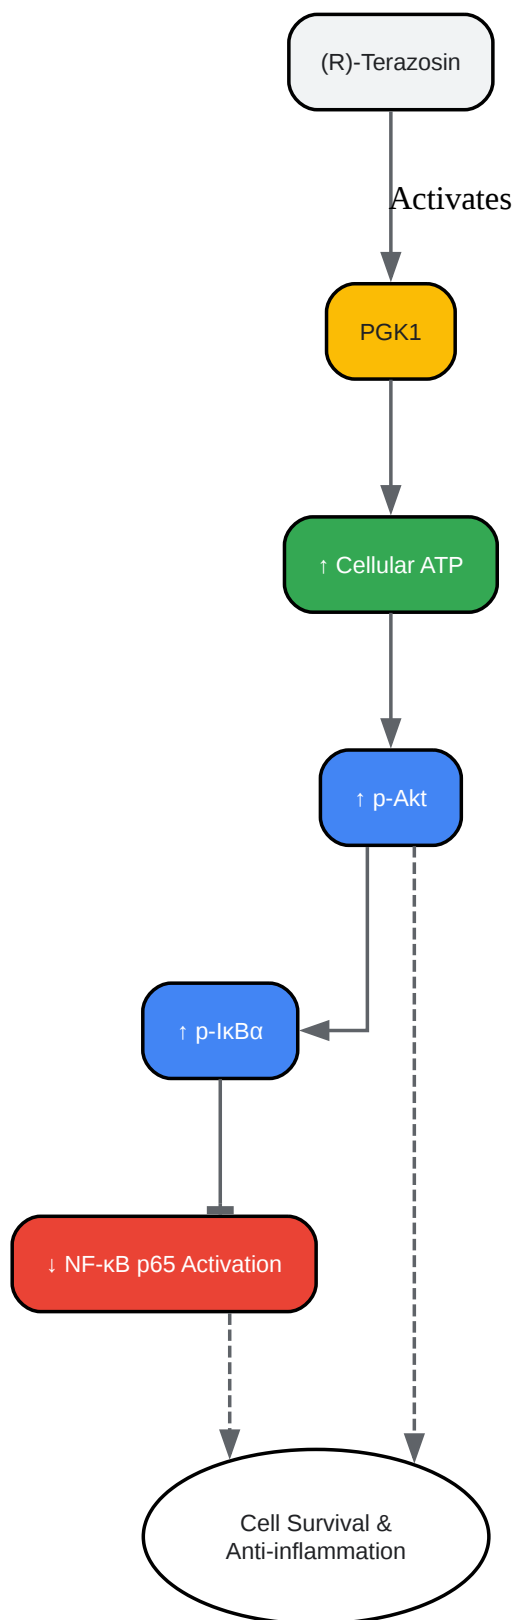 (R)-Terazosin
Activates
PGK1
↑ Cellular ATP
↑ p-Akt
↑ p-IκBα
↓ NF-κB p65 Activation
Cell Survival &
Anti-inflammation